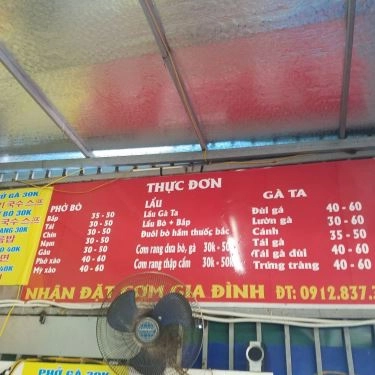 THỰC ĐƠN
PHỞ BÒ
Bắp 35 - 50
Tái 30 - 50
Chín 30 - 50
Nạm 30 - 50
Gầu 30 - 50
Phở xào 40 - 60
Mỳ xào 40 - 60
LẨU
Lẩu Gà Ta
Lẩu Bò + Bắp
Đuôi bò hầm thuốc bắc
Cơm rang dưa bò, gà 30k - 50k
Cơm rang thập cẩm 30k - 50k
GÀ TA
Đùi gà 40 - 60
Lườn gà 30 - 60
Cánh 35 - 50
Tái gà 40 - 60
Tái gà đùi 40 - 60
Trứng tràng 40 - 60
NHẬN ĐẶT CƠM GIA ĐÌNH ĐT: 0912.837.
PHỞ GÀ 30K